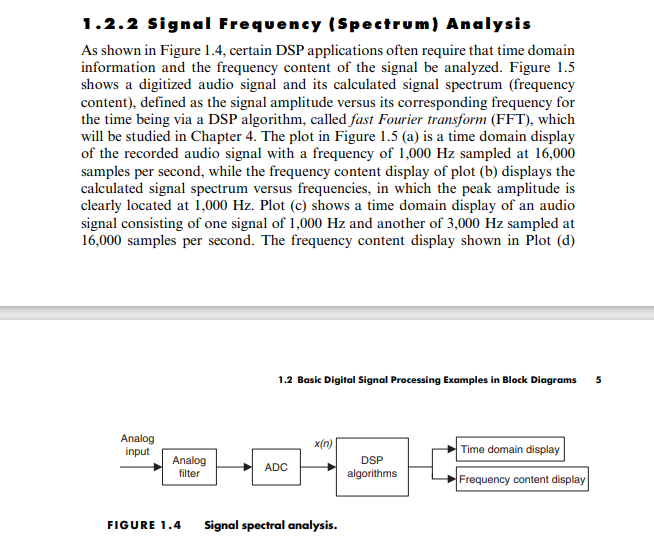 1.2.2 Signal Frequency (Spectrum) Analysis
As shown in Figure 1.4, certain DSP applications often require that time domain
information and the frequency content of the signal be analyzed. Figure 1.5
shows a digitized audio signal and its calculated signal spectrum (frequency
content), defined as the signal amplitude versus its corresponding frequency for
the time being via a DSP algorithm, called fast Fourier transform (FFT), which
will be studied in Chapter 4. The plot in Figure 1.5 (a) is a time domain display
of the recorded audio signal with a frequency of 1,000 Hz sampled at 16,000
samples per second, while the frequency content display of plot (b) displays the
calculated signal spectrum versus frequencies, in which the peak amplitude is
clearly located at 1,000 Hz. Plot (c) shows a time domain display of an audio
signal consisting of one signal of 1,000 Hz and another of 3,000 Hz sampled at
16,000 samples per second. The frequency content display shown in Plot (d)
1.2 Basic Digital Signal Processing Examples in Block Diagrams 5
Analog
input
Analog
filter
ADC
x(n)
DSP
algorithms
Time domain display
Frequency content display
FIGURE 1.4 Signal spectral analysis.